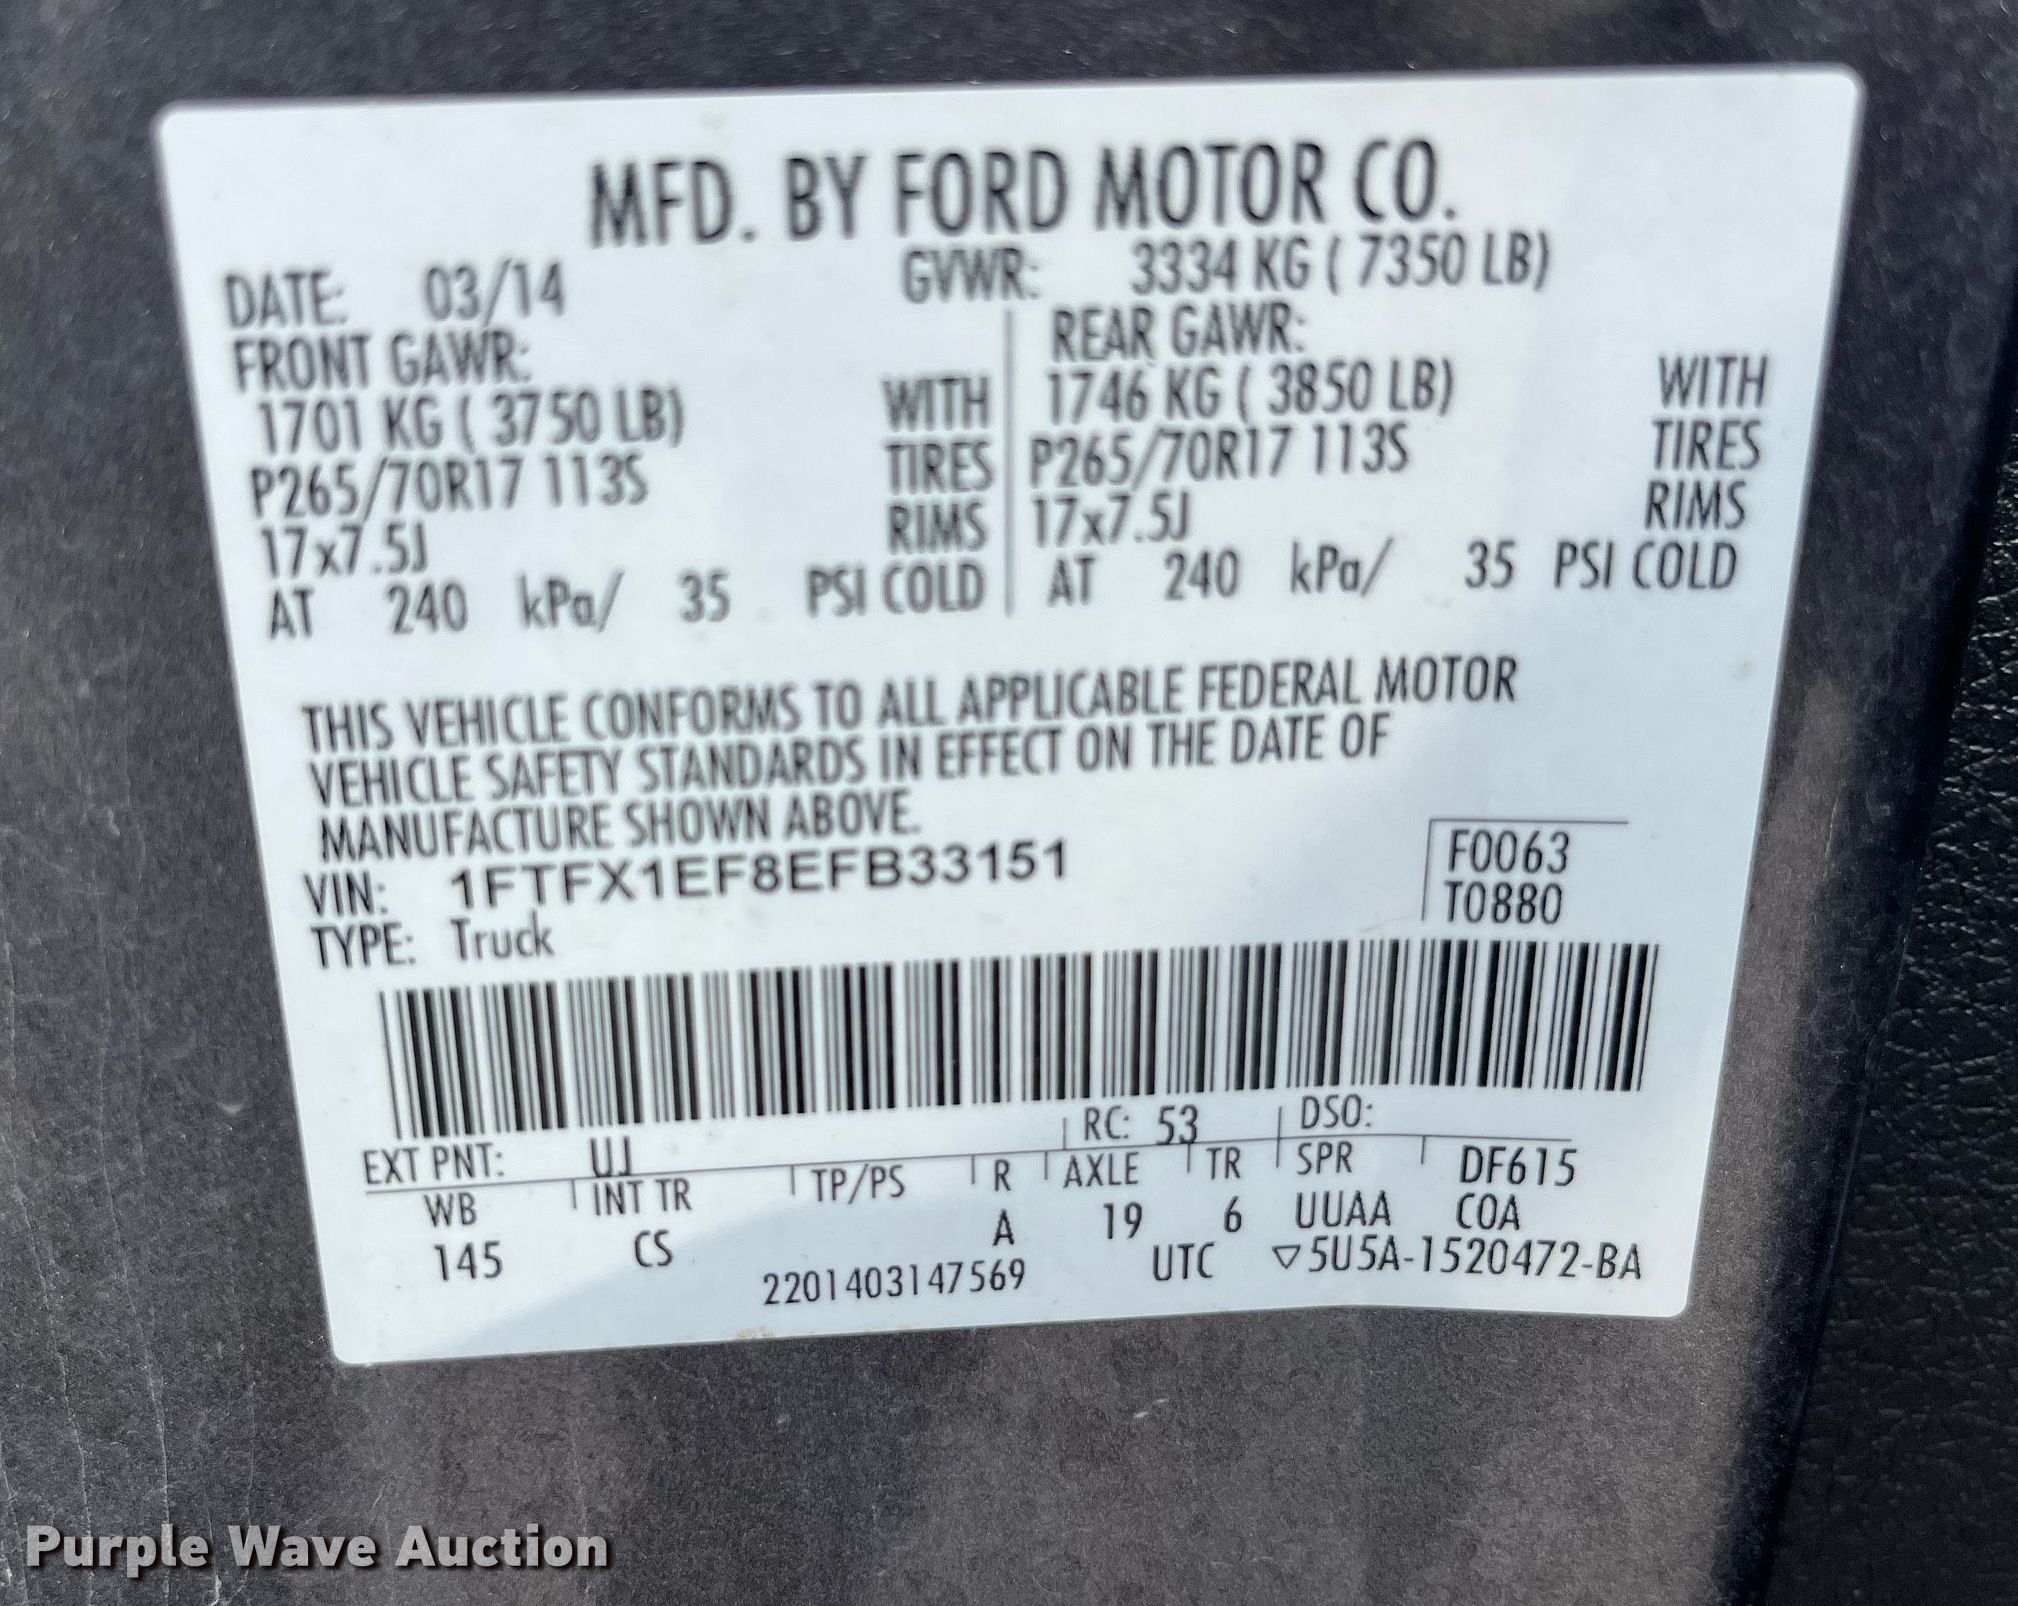 MFD. BY FORD MOTOR CO.
DATE: 03/14 GVWR: 3334 KG ( 7350 LB)
FRONT GAWR: REAR GAWR:
1701 KG ( 3750 LB) WITH 1746 KG ( 3850 LB) WITH
P265/70R17 113S TIRES P265/70R17 113S TIRES
17x7.5J RIMS 17x7.5J RIMS
AT 240 kPa/ 35 PSI COLD AT 240 kPa/ 35 PSI COLD
THIS VEHICLE CONFORMS TO ALL APPLICABLE FEDERAL MOTOR
VEHICLE SAFETY STANDARDS IN EFFECT ON THE DATE OF
MANUFACTURE SHOWN ABOVE.
VIN: 1FTFX1EF8EFB33151 F0063
TYPE: Truck T0880
EXT PNT: UJ RC: 53 DSO:
WB INT TR TP/PS R AXLE TR SPR DF615
145 CS A 19 6 UUAA COA
2201403147569 UTC ▽5U5A-1520472-BA
Purple Wave Auction